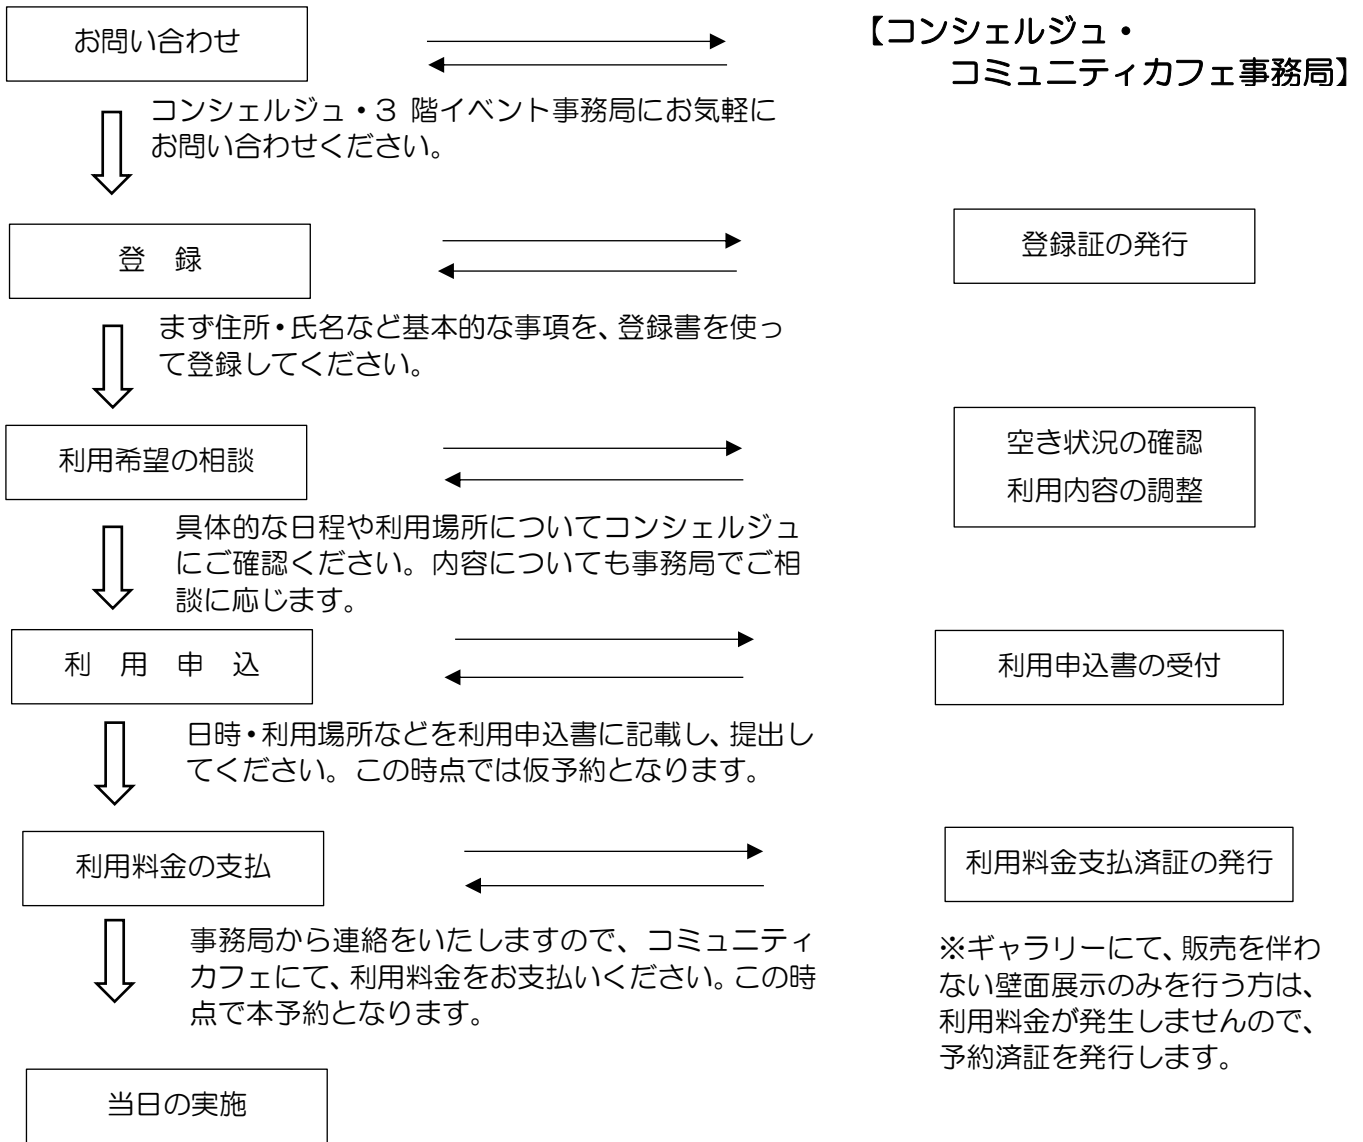 お問い合わせ
【コンシェルジュ・
コミュニティカフェ事務局】
コンシェルジュ・3 階イベント事務局にお気軽に
お問い合わせください。
登　録
登録証の発行
まず住所・氏名など基本的な事項を、登録書を使っ
て登録してください。
利用希望の相談
空き状況の確認
利用内容の調整
具体的な日程や利用場所についてコンシェルジュ
にご確認ください。内容についても事務局でご相
談に応じます。
利　用　申　込
利用申込書の受付
日時・利用場所などを利用申込書に記載し、提出し
てください。この時点では仮予約となります。
利用料金の支払
利用料金支払済証の発行
事務局から連絡をいたしますので、コミュニティ
カフェにて、利用料金をお支払いください。この時
点で本予約となります。
※ギャラリーにて、販売を伴わ
ない壁面展示のみを行う方は、
利用料金が発生しませんので、
予約済証を発行します。
当日の実施